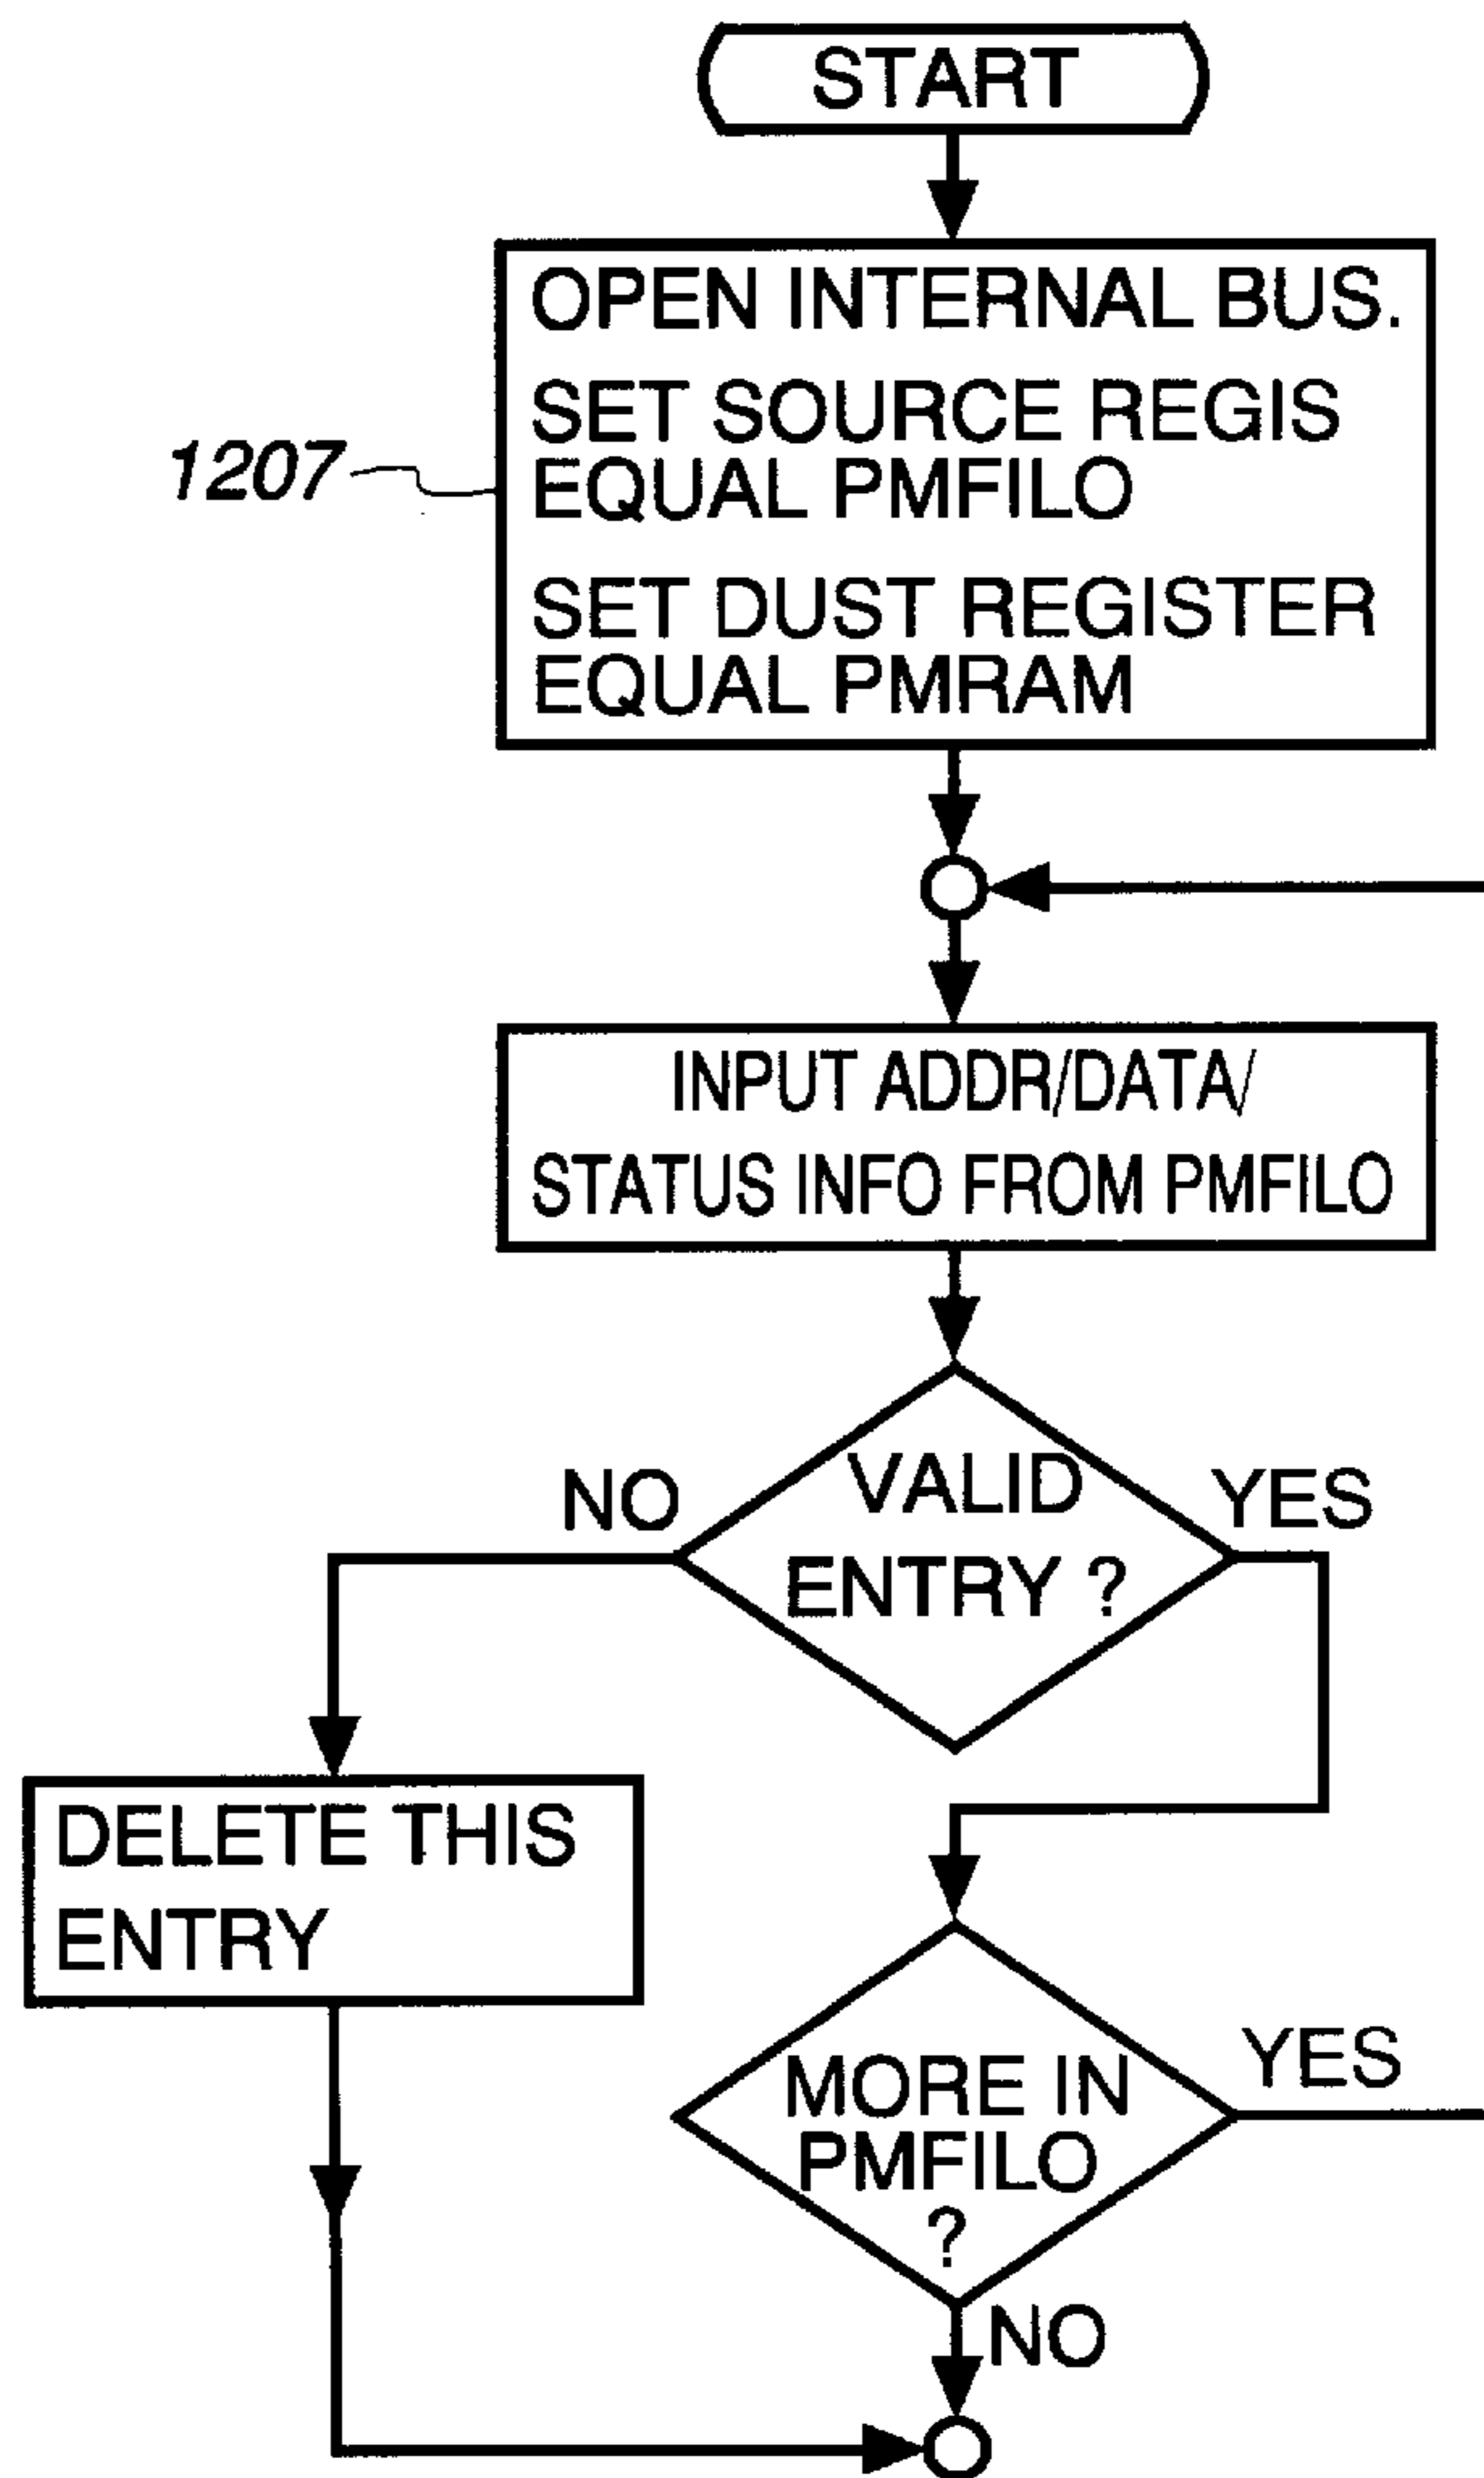 START
OPEN INTERNAL BUS.
SET SOURCE REGIS
EQUAL PMFILO
1207
SET DUST REGISTER
EQUAL PMRAM
INPUT ADDR/DATA/
STATUS INFO FROM PMFILO
NO
VALID
ENTRY ?
YES
DELETE THIS
ENTRY
MORE IN
PMFILO
?
YES
NO